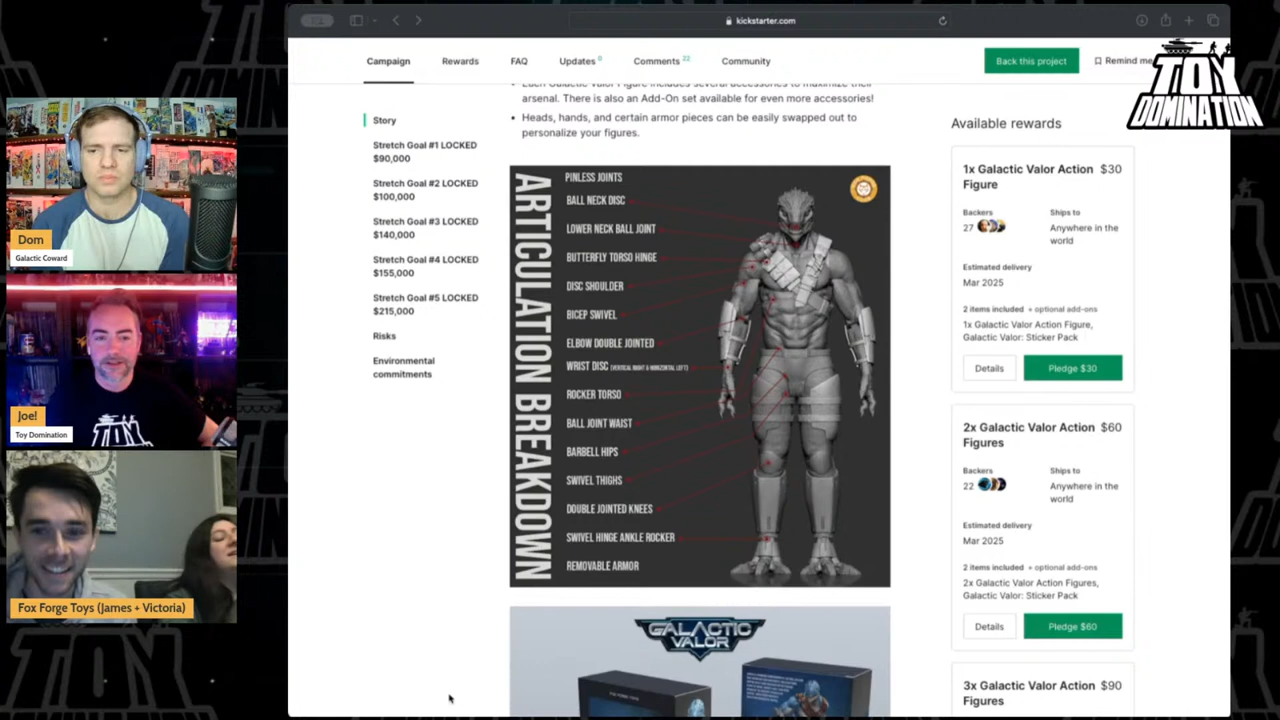 kickstarter.com
Campaign
Rewards
FAQ
Updates 0
Comments 22
Community
Back this project
Remind me
TOY
DOMINATION
Each Galactic Valor Figure includes several accessories to maximize their
arsenal. There is also an Add-On set available for even more accessories!
Heads, hands, and certain armor pieces can be easily swapped out to
personalize your figures.
Story
Stretch Goal #1 LOCKED
$90,000
Stretch Goal #2 LOCKED
$100,000
Stretch Goal #3 LOCKED
$140,000
Stretch Goal #4 LOCKED
$155,000
Stretch Goal #5 LOCKED
$215,000
Risks
Environmental
commitments
ARTICULATION BREAKDOWN
PINLESS JOINTS
BALL NECK DISC
LOWER NECK BALL JOINT
BUTTERFLY TORSO HINGE
DISC SHOULDER
BICEP SWIVEL
ELBOW DOUBLE JOINTED
WRIST DISC (VERTICAL RIGHT & HORIZONTAL LEFT)
ROCKER TORSO
BALL JOINT WAIST
BARBELL HIPS
SWIVEL THIGHS
DOUBLE JOINTED KNEES
SWIVEL HINGE ANKLE ROCKER
REMOVABLE ARMOR
GALACTIC
VALOR
FOX FORGE TOYS
Available rewards
1x Galactic Valor Action $30
Figure
Backers Ships to
27 Anywhere in the
world
Estimated delivery
Mar 2025
2 items included + optional add-ons
1x Galactic Valor Action Figure,
Galactic Valor: Sticker Pack
Details Pledge $30
2x Galactic Valor Action $60
Figures
Backers Ships to
22 Anywhere in the
world
Estimated delivery
Mar 2025
2 items included + optional add-ons
2x Galactic Valor Action Figures,
Galactic Valor: Sticker Pack
Details Pledge $60
3x Galactic Valor Action $90
Figures
Dom
Galactic Coward
Joe!
Toy Domination
Fox Forge Toys (James + Victoria)